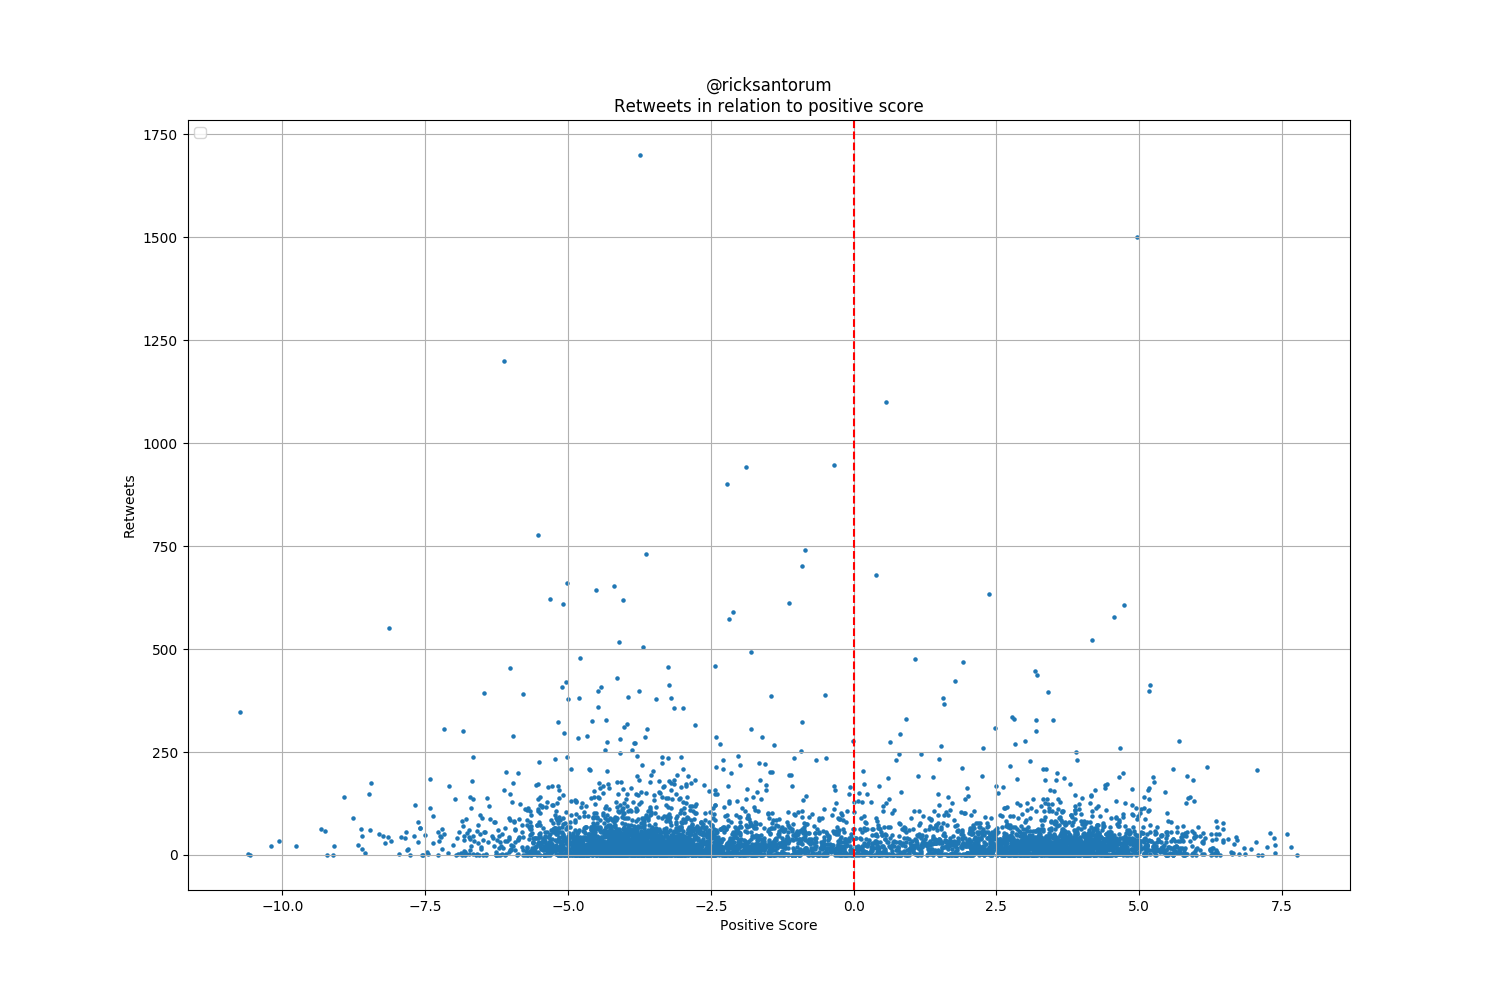 @ricksantorum
Retweets in relation to positive score
1750
1500
1250
1000
750
500
250
0
Retweets
−10.0 −7.5 −5.0 −2.5 0.0 2.5 5.0 7.5
Positive Score